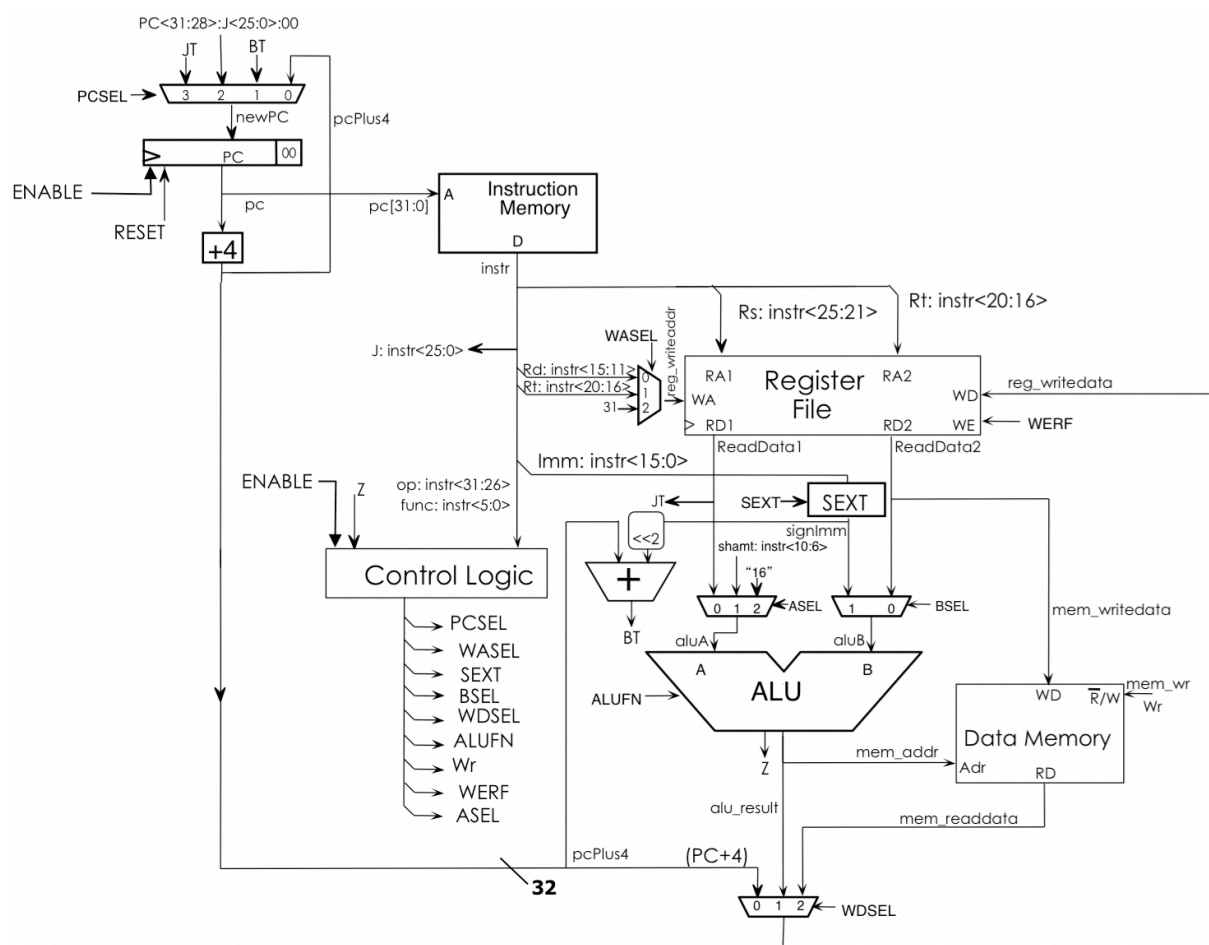 PC<31:28>:J<25:0>:00
JT
BT
PCSEL
3 2 1 0
newPC
pcPlus4
PC
00
ENABLE
RESET
pc
pc[31:0]
A
Instruction
Memory
D
+4
instr
Rs: instr<25:21>
Rt: instr<20:16>
J: instr<25:0>
WASEL
Rd: instr<15:11>
Rt: instr<20:16>
31
0
1
2
reg_writeaddr
RA1
Register
File
RA2
WA
WD
RD1
RD2
WE
reg_writedata
WERF
ReadData1
ReadData2
Imm: instr<15:0>
ENABLE
Z
op: instr<31:26>
func: instr<5:0>
JT
SEXT
SEXT
signImm
<<2
shamt: instr<10:6>
"16"
+
BT
0 1 2
ASEL
1 0
BSEL
Control Logic
PCSEL
WASEL
SEXT
BSEL
WDSEL
ALUFN
Wr
WERF
ASEL
aluA
aluB
A
B
ALU
ALUFN
Z
mem_writedata
WD
R/W
mem_wr
Wr
Data Memory
mem_addr
Adr
RD
alu_result
mem_readdata
pcPlus4
(PC+4)
32
0 1 2
WDSEL